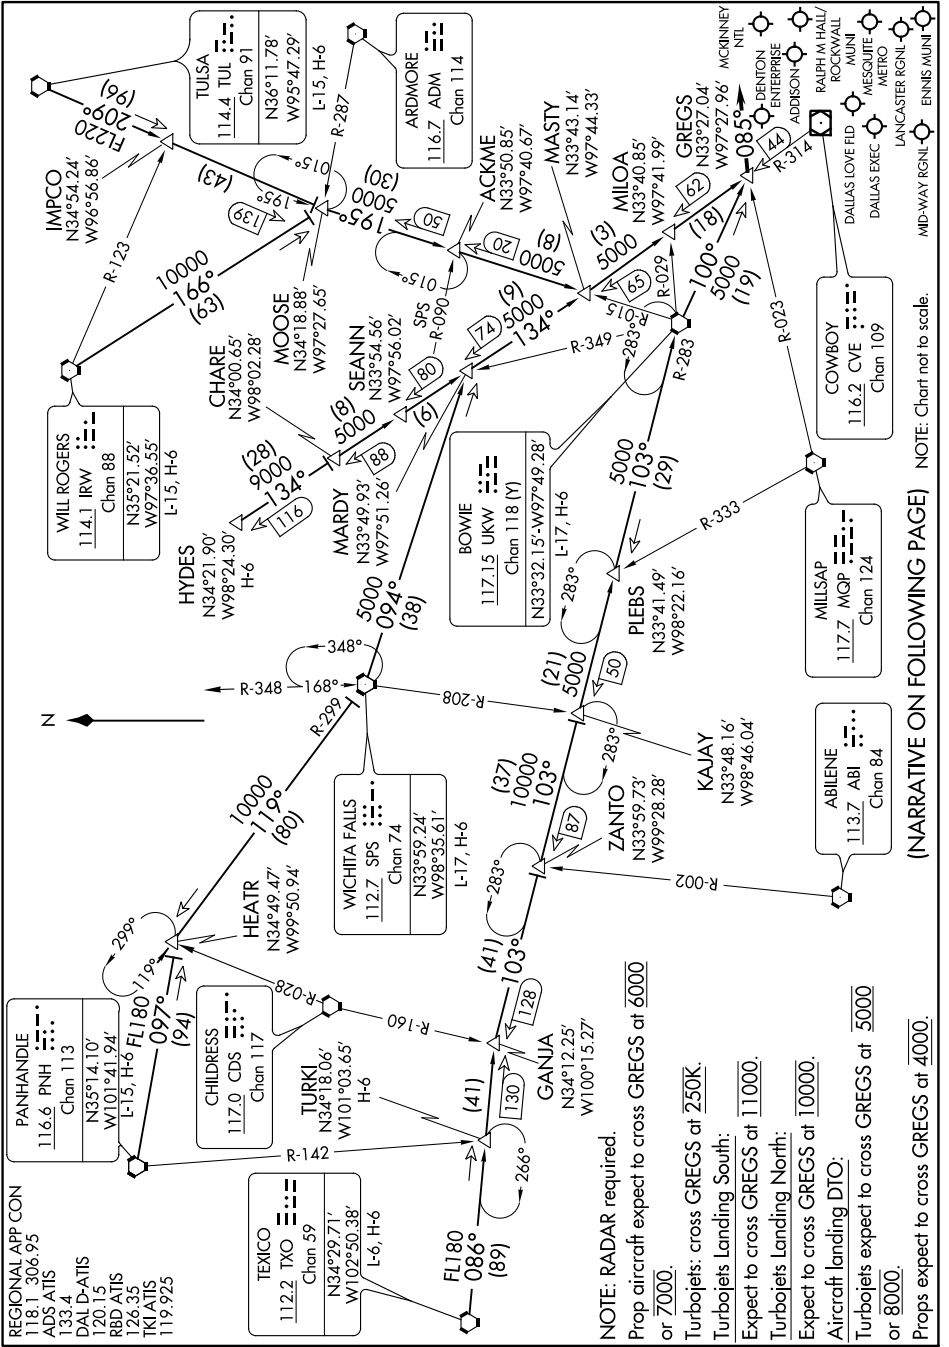 REGIONAL APP CON
118.1 306.95
ADS ATIS
133.4
DAL D-ATIS
120.15
RBD ATIS
126.35
TKI ATIS
119.925
PANHANDLE
116.6 PNH
Chan 113
N35°14.10'
W101°41.94'
L-15, H-6
FL180
097°
(94)
299°
119°
HEATR
N34°49.47'
W99°50.94'
10000
119°
(80)
R-299
N
R-348
168°
348°
5000
094°
(38)
WICHITA FALLS
112.7 SPS
Chan 74
N33°59.24'
W98°35.61'
L-17, H-6
R-208
CHILDRESS
117.0 CDS
Chan 117
R-028
R-160
TEXICO
112.2 TXO
Chan 59
N34°29.71'
W102°50.38'
L-6, H-6
FL180
086°
(89)
266°
R-142
TURKI
N34°18.06'
W101°03.65'
H-6
(41)
130
GANJA
N34°12.25'
W100°15.27'
128
(41)
103°
283°
87
ZANTO
N33°59.73'
W99°28.28'
R-002
ABILENE
113.7 ABI
Chan 84
(37)
10000
103°
283°
KAJAY
N33°48.16'
W98°46.04'
50
(21)
5000
283°
PLEBS
N33°41.49'
W98°22.16'
R-333
MILLSAP
117.7 MQP
Chan 124
R-023
5000
103°
(29)
R-283
283°
BOWIE
117.15 UKW
Chan 118 (Y)
N33°32.15'-W97°49.28'
L-17, H-6
R-349
R-015
R-029
100°
5000
(19)
WILL ROGERS
114.1 IRW
Chan 88
N35°21.52'
W97°36.55'
L-15, H-6
R-123
10000
199°
(63)
139
TULSA
114.4 TUL
Chan 91
N36°11.78'
W95°47.29'
L-15, H-6
(96)
209°
FL220
IMPCO
N34°54.24'
W96°56.86'
(43)
195°
015°
MOOSE
N34°18.88'
W97°27.65'
R-287
ARDMORE
116.7 ADM
Chan 114
(30)
5000
195°
50
015°
ACKME
N33°50.85'
W97°40.67'
SPS
R-090
20
(8)
5000
HYDES
N34°21.90'
W98°24.30'
H-6
116
(28)
9000
134°
CHARE
N34°00.65'
W98°02.28'
88
(8)
5000
SEANN
N33°54.56'
W97°56.02'
80
(6)
MARDY
N33°49.93'
W97°51.26'
74
(9)
5000
134°
MASTY
N33°43.14'
W97°44.33'
65
(3)
5000
MILOA
N33°40.85'
W97°41.99'
62
(18)
GREGS
N33°27.04'
W97°27.96'
085°
44
R-314
COWBOY
116.2 CVE
Chan 109
MCKINNEY
NTL
DENTON
ENTERPRISE
ADDISON
RALPH M HALL/
ROCKWALL
MUNI
DALLAS LOVE FLD
MESQUITE
METRO
DALLAS EXEC
LANCASTER RGNL
ENNIS MUNI
MID-WAY RGNL
NOTE: RADAR required.
Prop aircraft expect to cross GREGS at 6000
or 7000.
Turbojets: cross GREGS at 250K.
Turbojets Landing South:
Expect to cross GREGS at 11000.
Turbojets Landing North:
Expect to cross GREGS at 10000.
Aircraft landing DTO:
Turbojets expect to cross GREGS at 5000
or 8000.
Props expect to cross GREGS at 4000.
(NARRATIVE ON FOLLOWING PAGE)
NOTE: Chart not to scale.